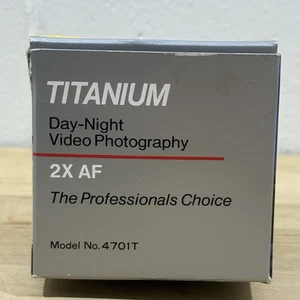 TITANIUM
Day-Night
Video Photography
2X AF
The Professionals Choice
Model No. 4701T